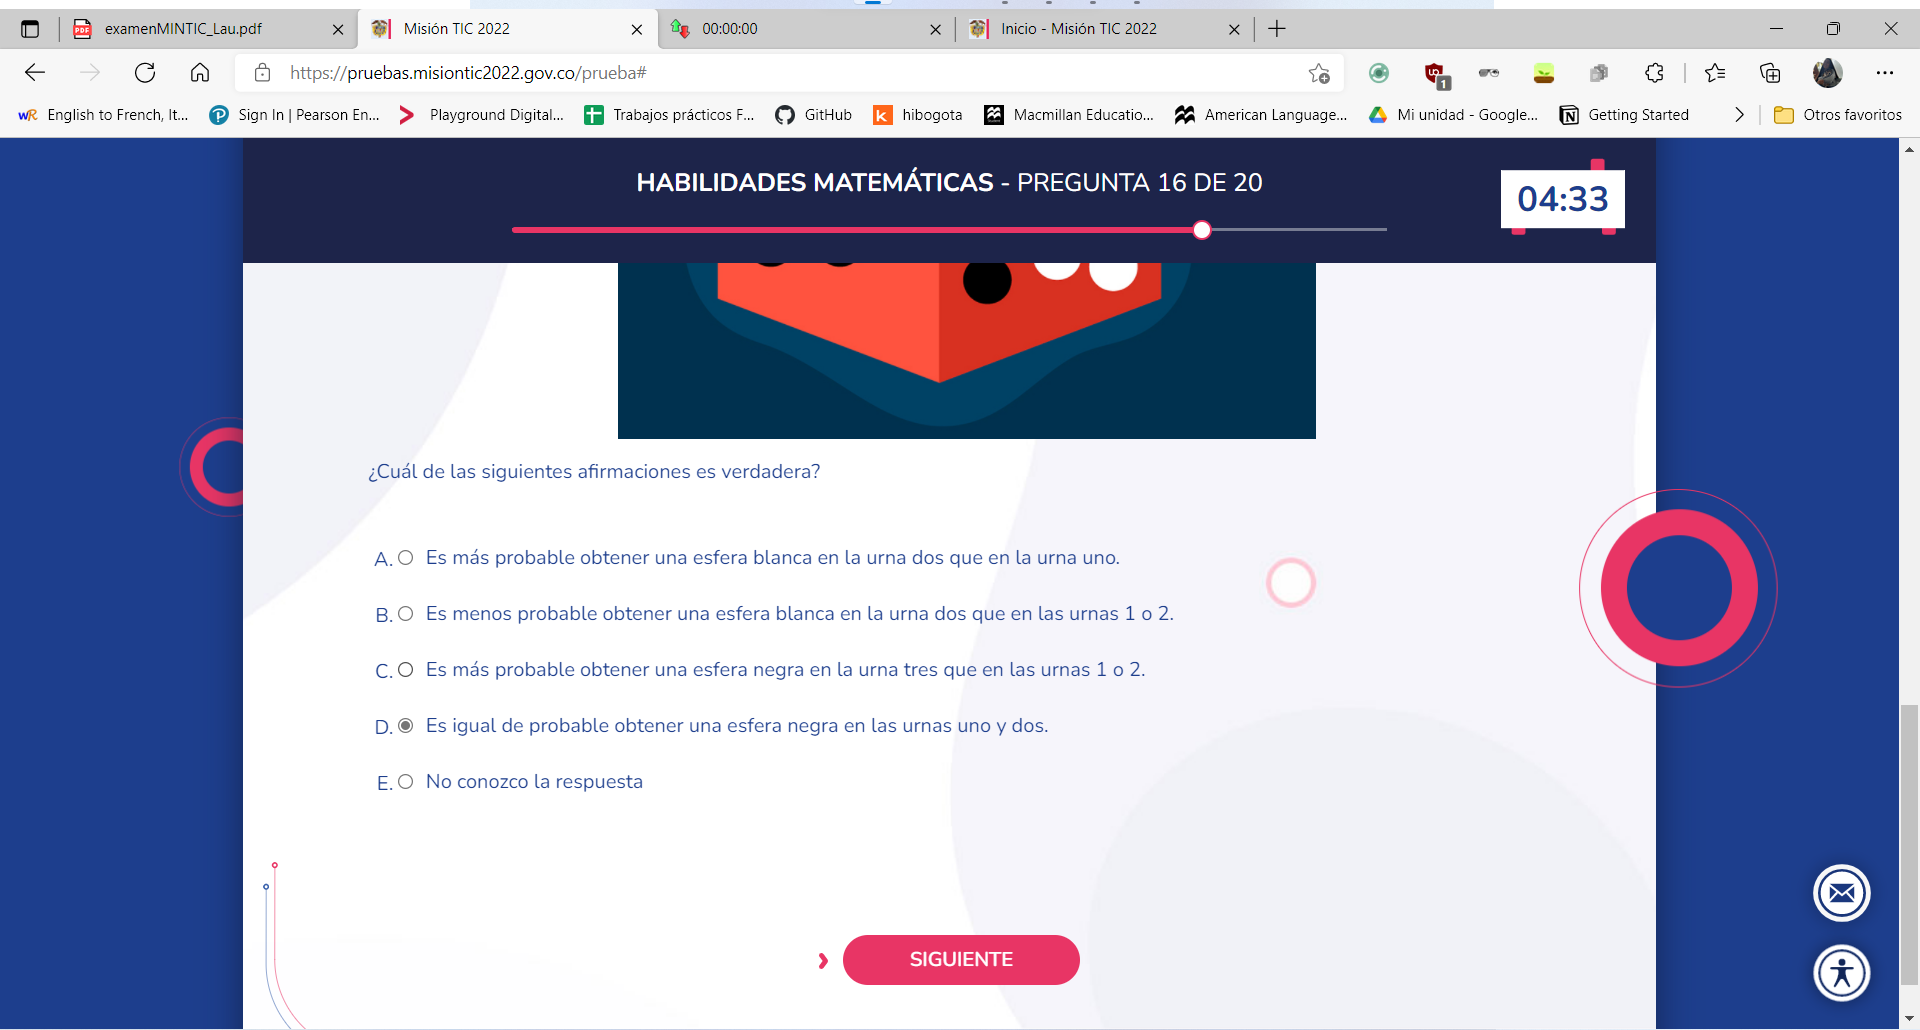 examenMINTIC_Lau.pdf
Misión TIC 2022
00:00:00
Inicio - Misión TIC 2022
https://pruebas.misiontic2022.gov.co/prueba#
1
English to French, It...
Sign In | Pearson En...
Playground Digital...
Trabajos prácticos F...
GitHub
hibogota
Macmillan Educatio...
American Language...
Mi unidad - Google...
Getting Started
Otros favoritos
HABILIDADES MATEMÁTICAS - PREGUNTA 16 DE 20
04:33
¿Cuál de las siguientes afirmaciones es verdadera?
A. Es más probable obtener una esfera blanca en la urna dos que en la urna uno.
B. Es menos probable obtener una esfera blanca en la urna dos que en las urnas 1 o 2.
C. Es más probable obtener una esfera negra en la urna tres que en las urnas 1 o 2.
D. Es igual de probable obtener una esfera negra en las urnas uno y dos.
E. No conozco la respuesta
SIGUIENTE